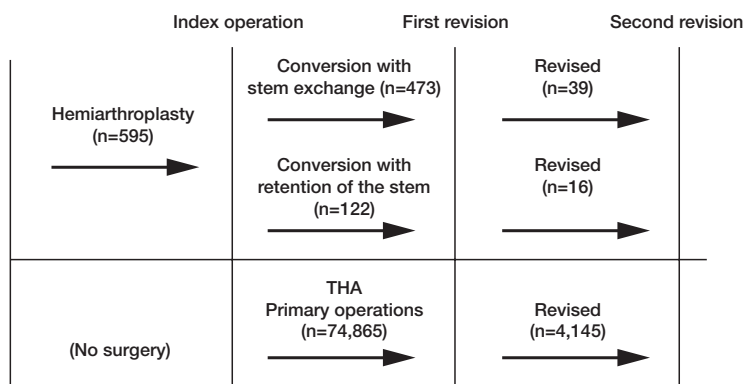 Index operation
First revision
Second revision
Hemiarthroplasty
(n=595)
Conversion with
stem exchange (n=473)
Revised
(n=39)
Conversion with
retention of the stem
(n=122)
Revised
(n=16)
(No surgery)
THA
Primary operations
(n=74,865)
Revised
(n=4,145)